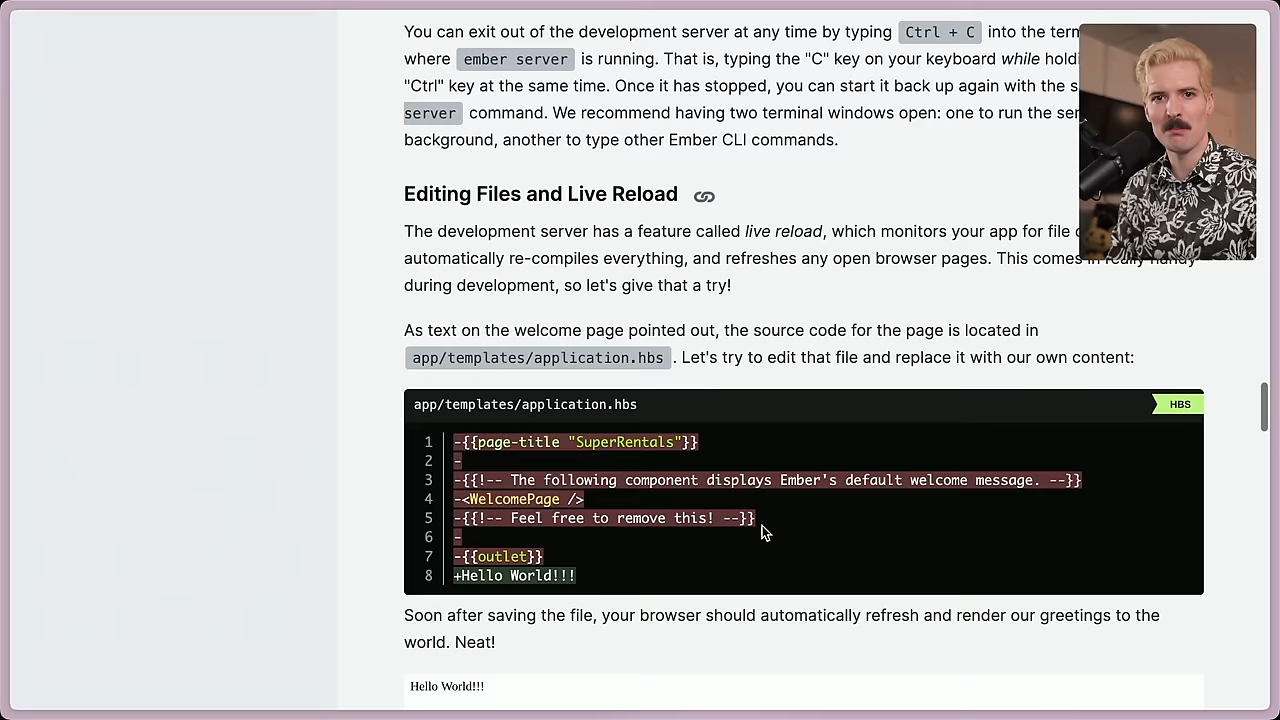 You can exit out of the development server at any time by typing Ctrl + C into the
where ember server is running. That is, typing the "C" key on your keyboard while
"Ctrl" key at the same time. Once it has stopped, you can start it back up again with the
server command. We recommend having two terminal windows open: one to run the
background, another to type other Ember CLI commands.
Editing Files and Live Reload
The development server has a feature called live reload, which monitors your app for file
automatically re-compiles everything, and refreshes any open browser pages. This comes in really handy
during development, so let's give that a try!
As text on the welcome page pointed out, the source code for the page is located in
app/templates/application.hbs . Let's try to edit that file and replace it with our own content:
app/templates/application.hbs HBS
1 -{{page-title "SuperRentals"}}
2 -
3 -{{!-- The following component displays Ember's default welcome message. --}}
4 -<WelcomePage />
5 -{{!-- Feel free to remove this! --}}
6 -
7 -{{outlet}}
8 +Hello World!!!
Soon after saving the file, your browser should automatically refresh and render our greetings to the
world. Neat!
Hello World!!!